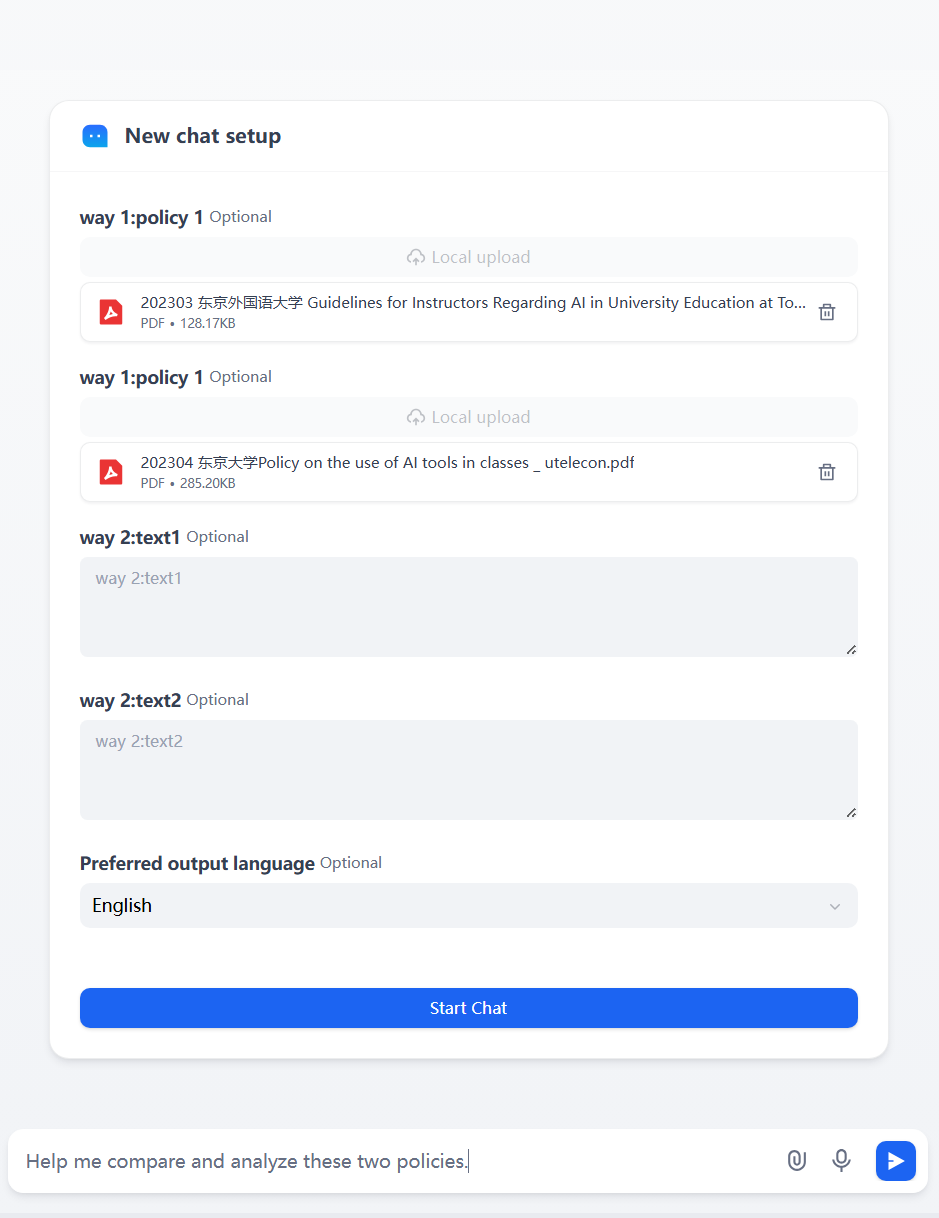 New chat setup
way 1:policy 1 Optional
Local upload
202303 东京外国语大学 Guidelines for Instructors Regarding AI in University Education at To...
PDF • 128.17KB
way 1:policy 1 Optional
Local upload
202304 东京大学Policy on the use of AI tools in classes _ utelecon.pdf
PDF • 285.20KB
way 2:text1 Optional
way 2:text1
way 2:text2 Optional
way 2:text2
Preferred output language Optional
English
Start Chat
Help me compare and analyze these two policies.